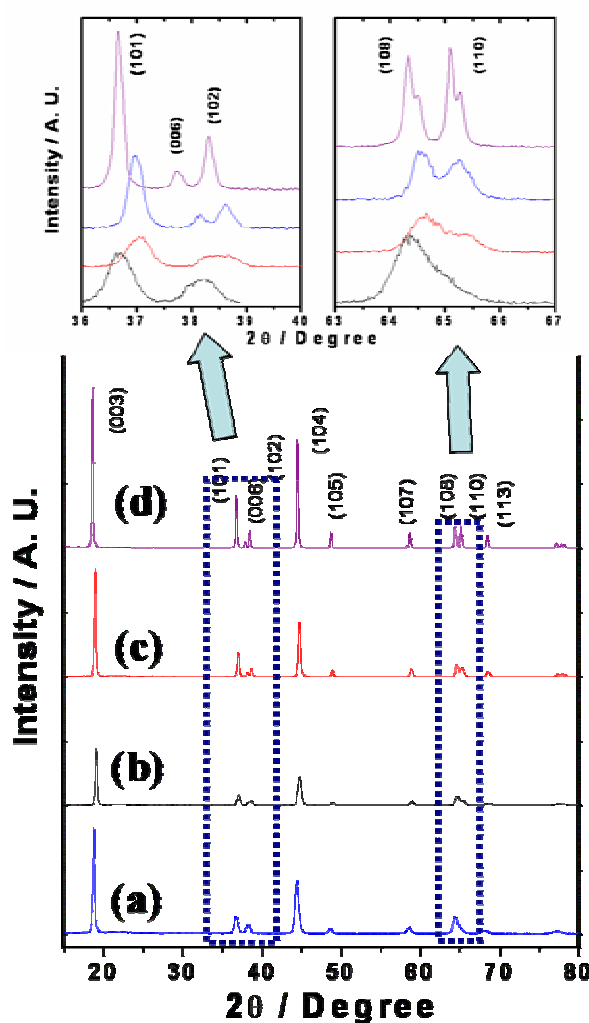 Intensity / A. U.
(101)
(006)
(102)
36 37 38 39 40
(108)
(110)
63 64 65 66 67
2θ / Degree
Intensity / A. U.
(003)
(101)
(006)
(102)
(104)
(105)
(107)
(108)
(110)
(113)
(d)
(c)
(b)
(a)
20 30 40 50 60 70 80
2θ / Degree